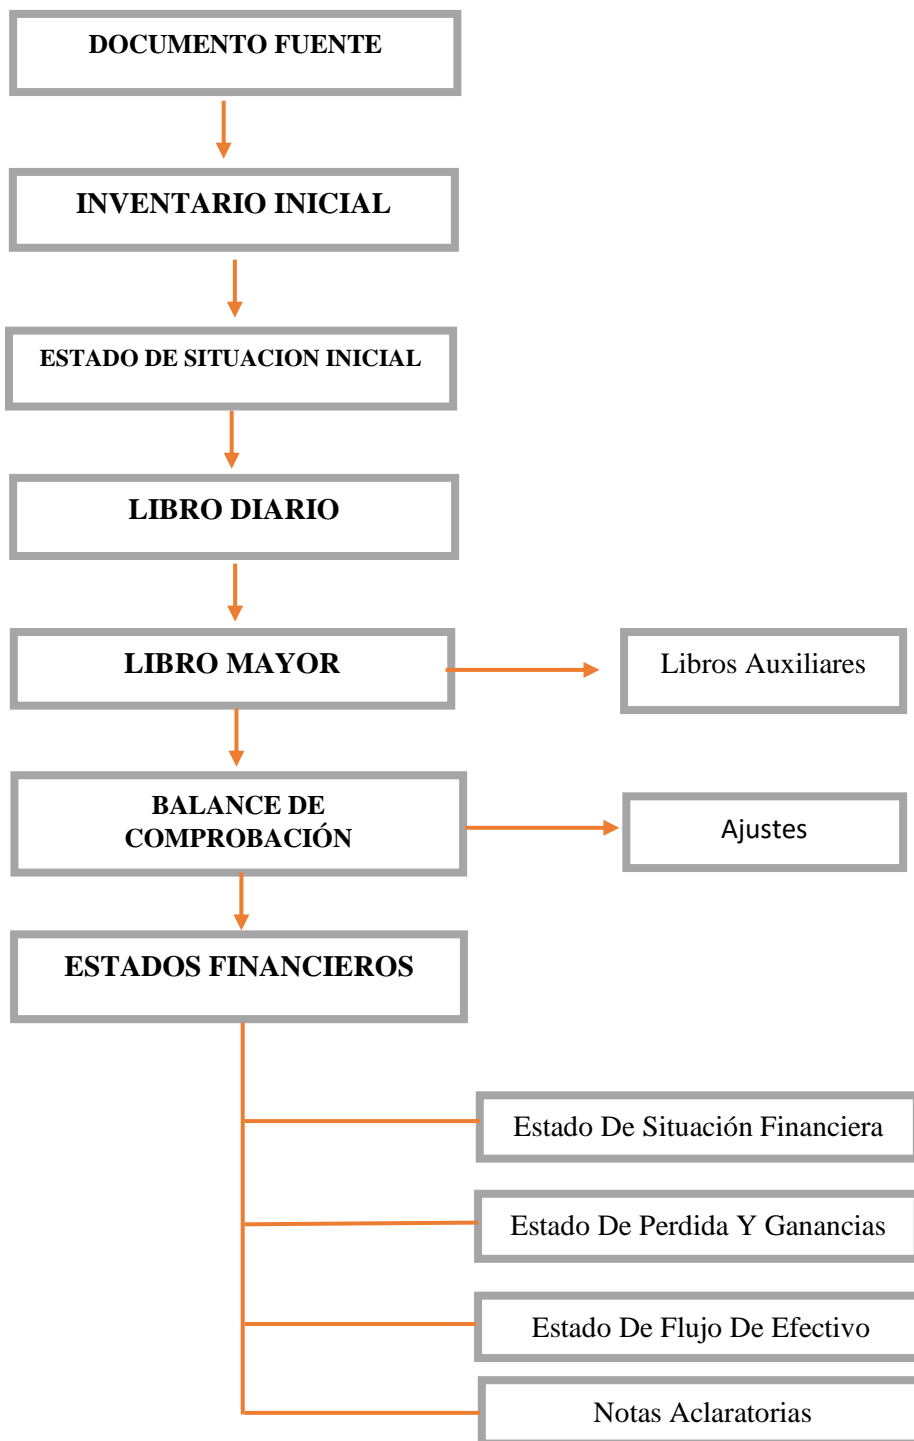 DOCUMENTO FUENTE
INVENTARIO INICIAL
ESTADO DE SITUACION INICIAL
LIBRO DIARIO
LIBRO MAYOR
Libros Auxiliares
BALANCE DE
COMPROBACIÓN
Ajustes
ESTADOS FINANCIEROS
Estado De Situación Financiera
Estado De Perdida Y Ganancias
Estado De Flujo De Efectivo
Notas Aclaratorias